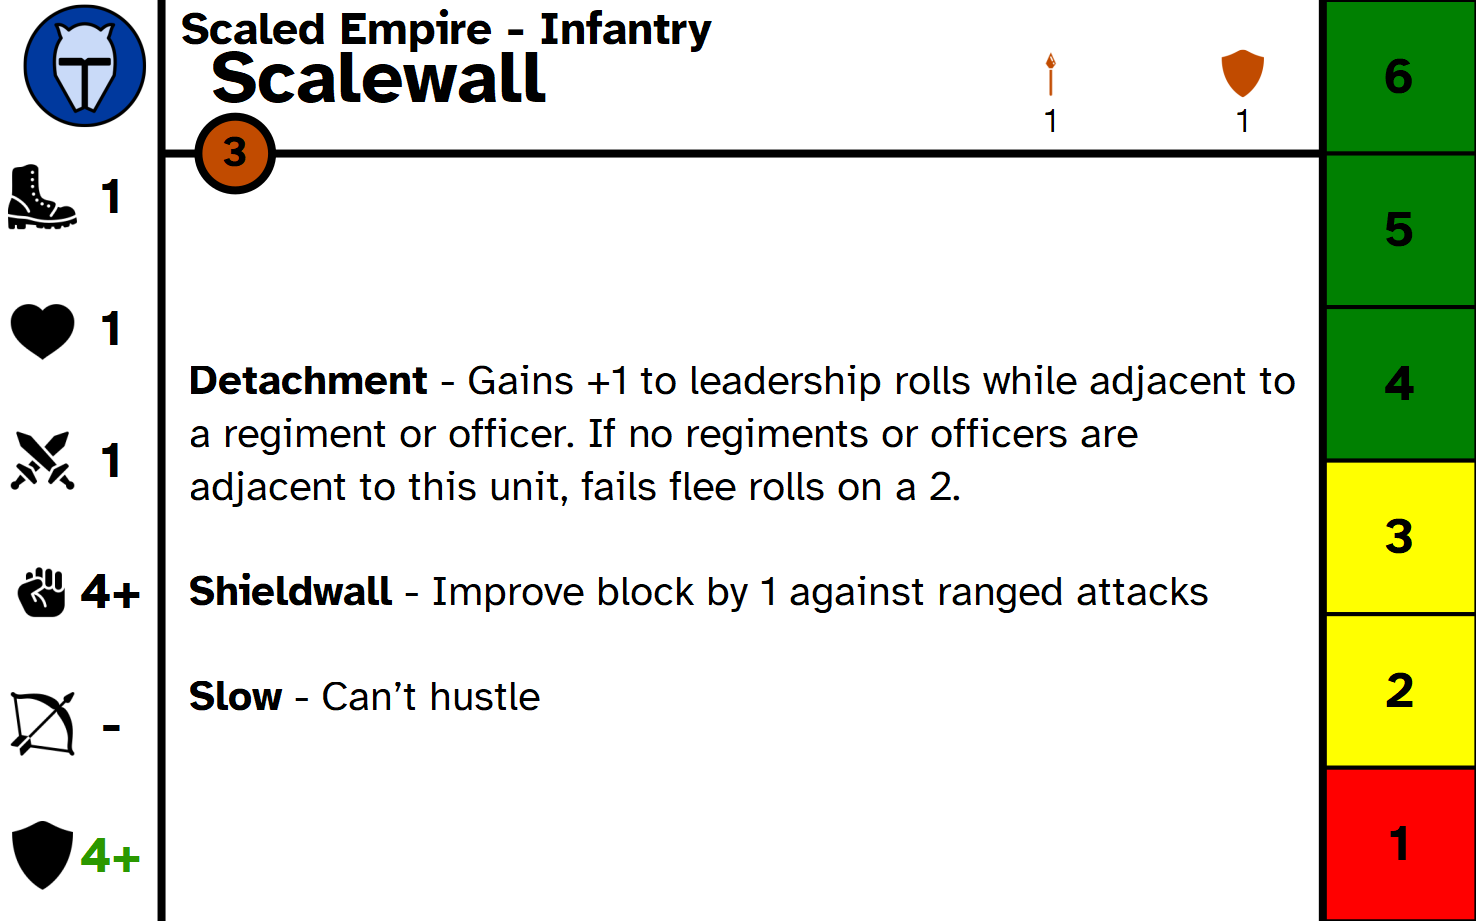 Scaled Empire - Infantry
Scalewall
1
1
3
1
1
1
4+
-
4+
Detachment - Gains +1 to leadership rolls while adjacent to
a regiment or officer. If no regiments or officers are
adjacent to this unit, fails flee rolls on a 2.
Shieldwall - Improve block by 1 against ranged attacks
Slow - Can’t hustle
6
5
4
3
2
1